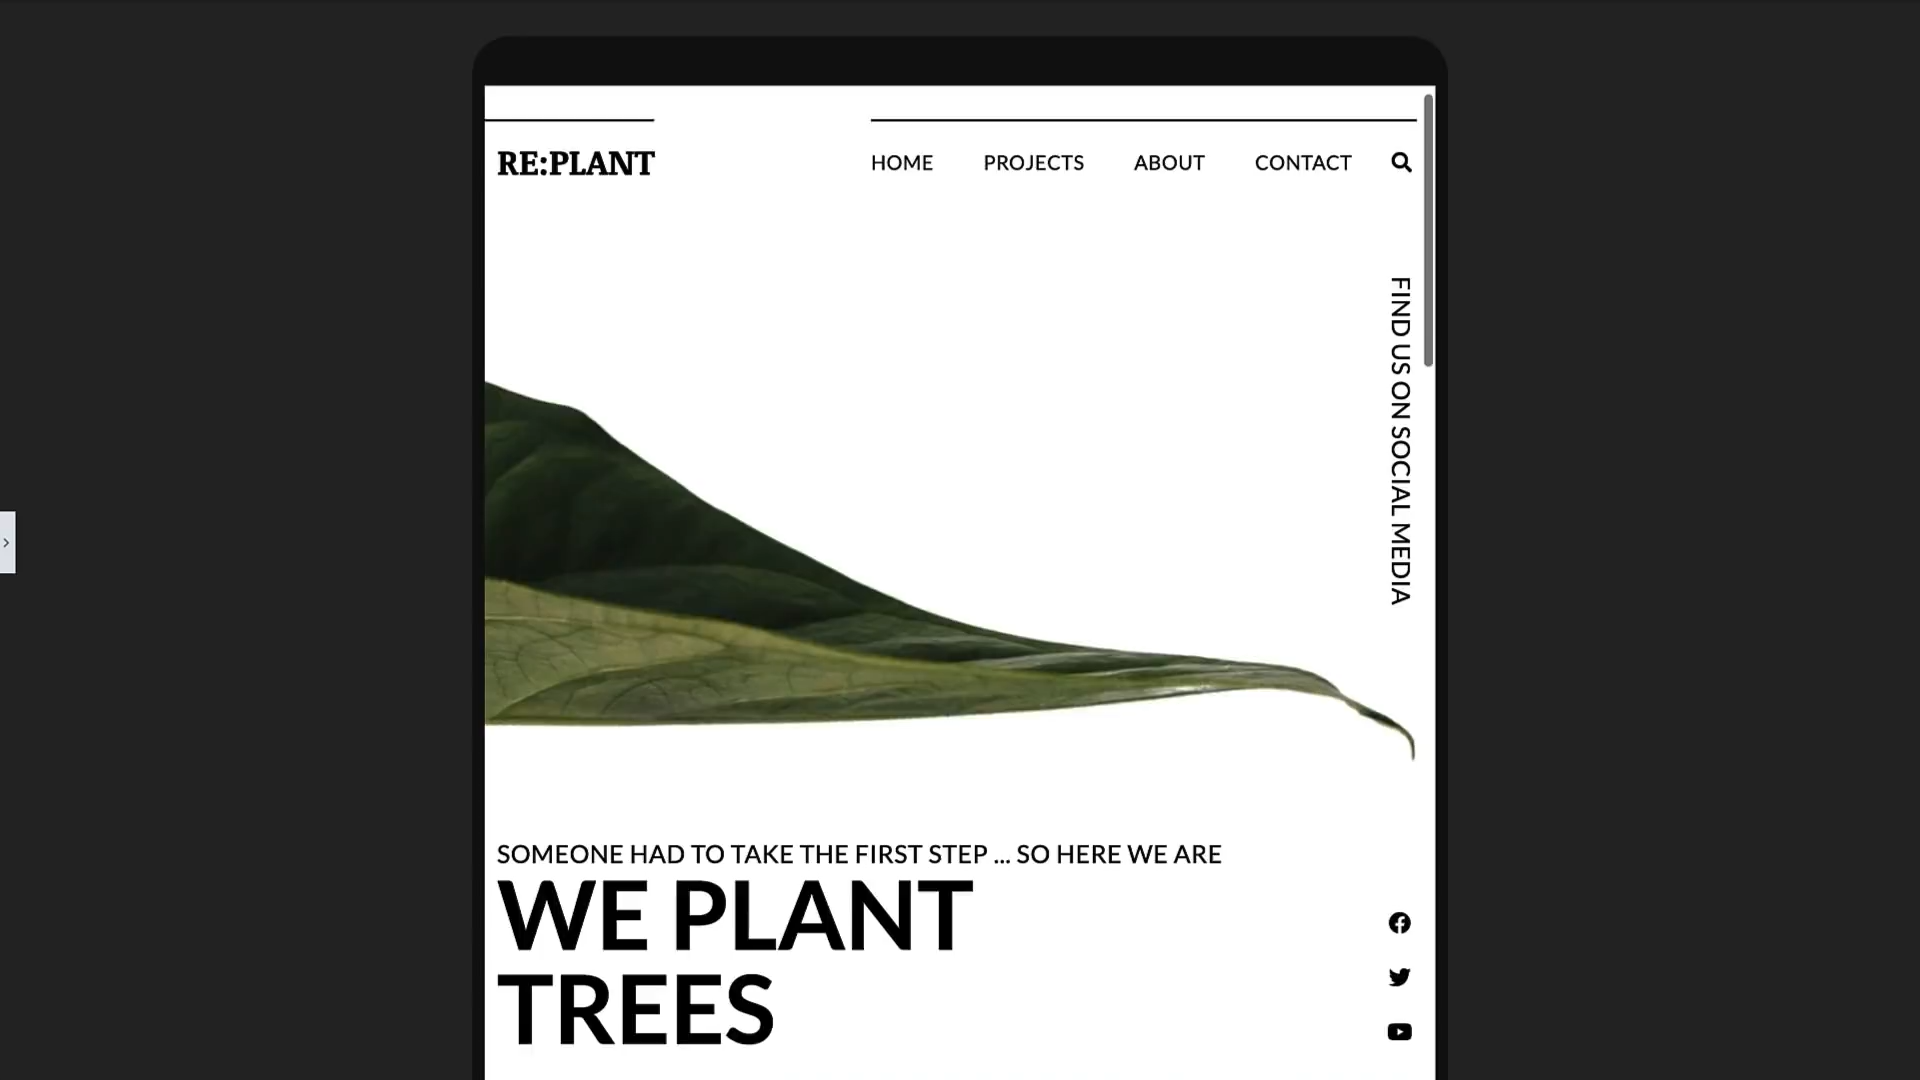 RE:PLANT
HOME PROJECTS ABOUT CONTACT
FIND US ON SOCIAL MEDIA
SOMEONE HAD TO TAKE THE FIRST STEP ... SO HERE WE ARE
WE PLANT
TREES